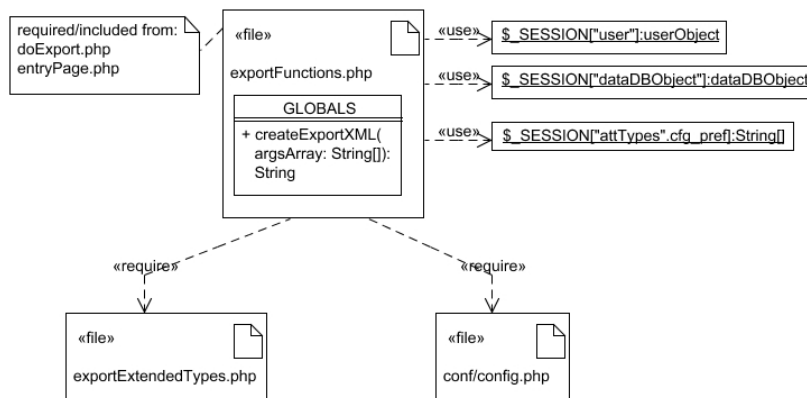 required/included from:
doExport.php
entryPage.php
«file»
exportFunctions.php
GLOBALS
+ createExportXML(
argsArray: String[]):
String
«use»
$_SESSION["user"]:userObject
«use»
$_SESSION["dataDBObject"]:dataDBObject
«use»
$_SESSION["attTypes".cfg_pref]:String[]
«require»
«require»
«file»
exportExtendedTypes.php
«file»
conf/config.php